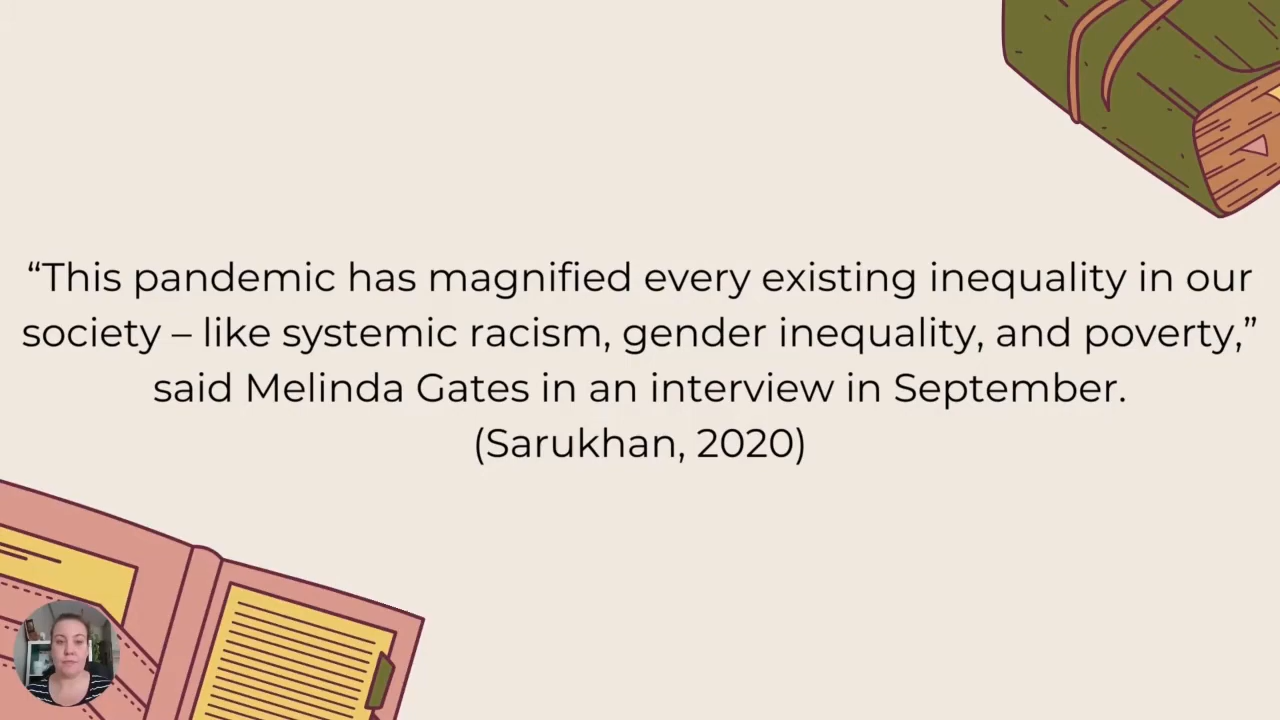 “This pandemic has magnified every existing inequality in our
society – like systemic racism, gender inequality, and poverty,”
said Melinda Gates in an interview in September.
(Sarukhan, 2020)